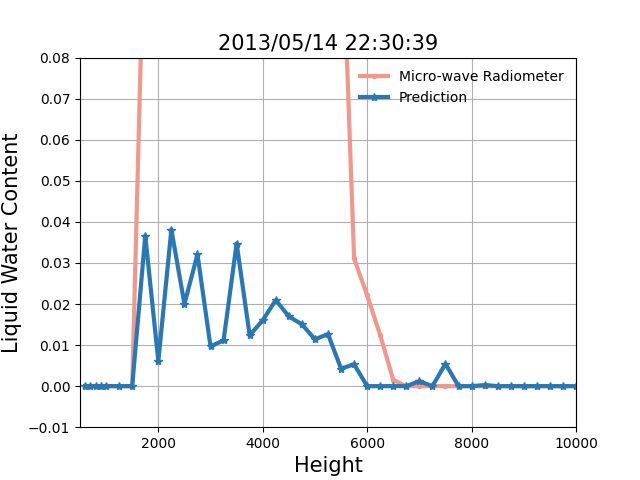 2013/05/14 22:30:39
Micro-wave Radiometer
Prediction
Liquid Water Content
0.08
0.07
0.06
0.05
0.04
0.03
0.02
0.01
0.00
−0.01
2000 4000 6000 8000 10000
Height